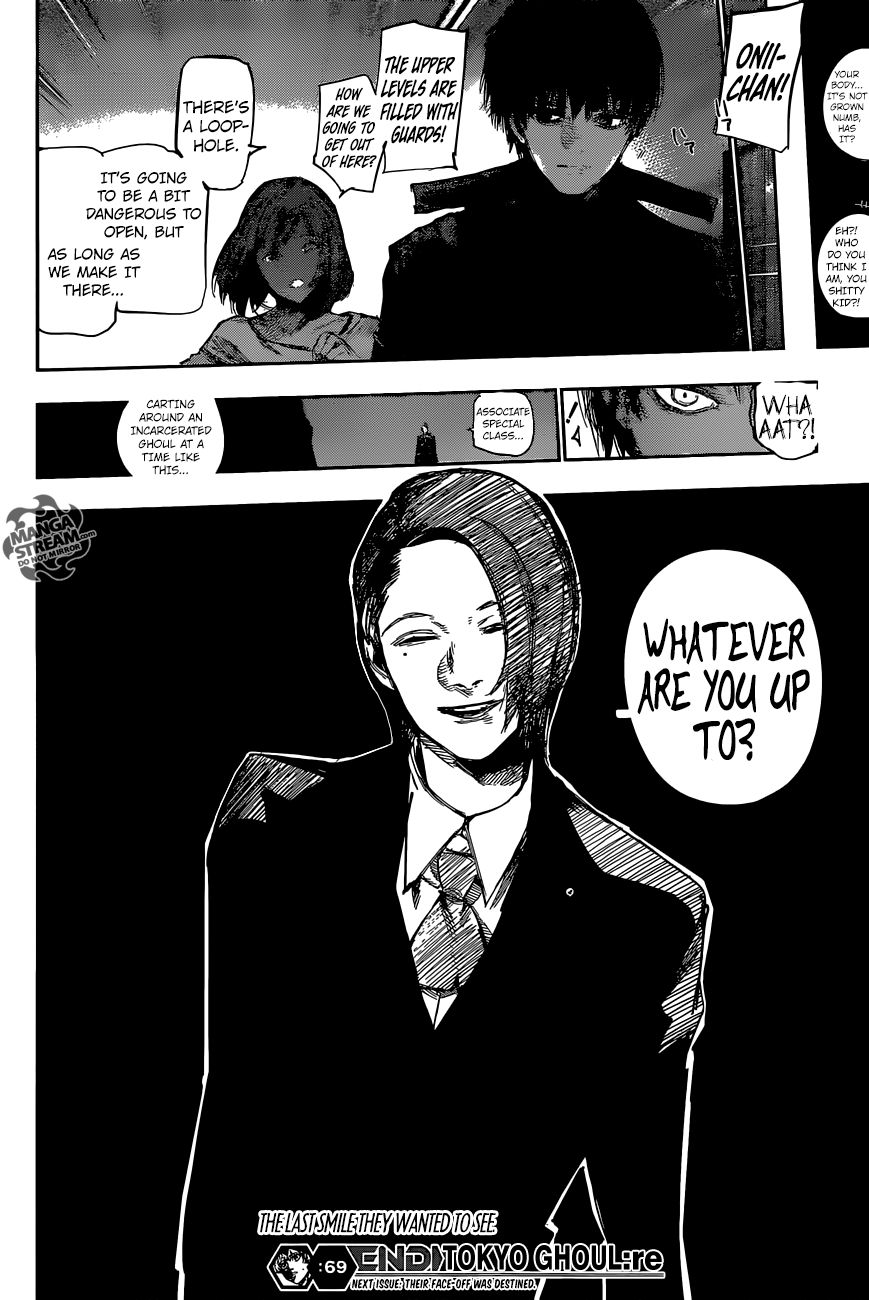 YOUR
BODY...
IT'S NOT
GROWN
NUMB,
HAS
IT?
EH?!
WHO
DO YOU
THINK I
AM, YOU
SHITTY
KID?!
ONII-
CHAN!
THE UPPER
LEVELS ARE
FILLED WITH
GUARDS!
HOW
ARE WE
GOING TO
GET OUT
OF HERE?
THERE'S
A LOOP-
HOLE.
IT'S GOING
TO BE A BIT
DANGEROUS TO
OPEN, BUT
AS LONG AS
WE MAKE IT
THERE...
WHA
AAT?!
ASSOCIATE
SPECIAL
CLASS...
CARTING
AROUND AN
INCARCERATED
GHOUL AT A
TIME LIKE
THIS...
MANGA
STREAM.com
DO NOT MIRROR
WHATEVER
ARE YOU UP
TO?
THE LAST SMILE THEY WANTED TO SEE
:69 END TOKYO GHOUL:re
NEXT ISSUE: THEIR FACE-OFF WAS DESTINED.